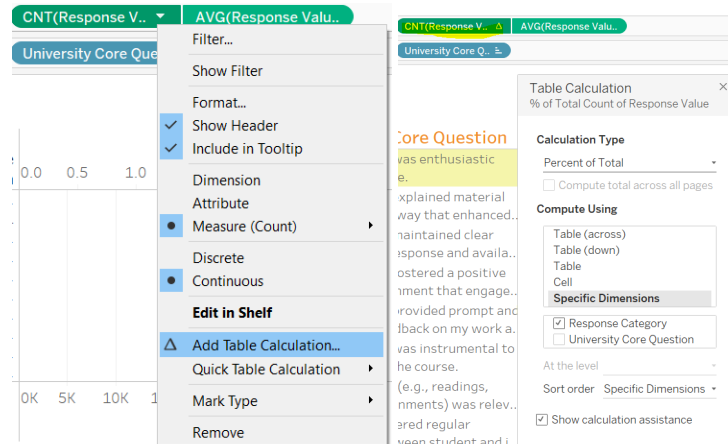 CNT(Response V..
AVG(Response Valu..
University Core Que
0.0 0.5 1.0
0K 5K 10K 1
Filter...
Show Filter
Format...
Show Header
Include in Tooltip
Dimension
Attribute
Measure (Count)
Discrete
Continuous
Edit in Shelf
Add Table Calculation...
Quick Table Calculation
Mark Type
Remove
CNT(Response V.. Δ
AVG(Response Valu..
University Core Q..
Core Question
was enthusiastic
e.
explained material
way that enhanced..
maintained clear
esponse and availa..
ostered a positive
nment that engage..
provided prompt and
dback on my work a.
was instrumental to
he course.
(e.g., readings,
nments) was relev..
ered regular
ween student and i
Table Calculation
% of Total Count of Response Value
Calculation Type
Percent of Total
Compute total across all pages
Compute Using
Table (across)
Table (down)
Table
Cell
Specific Dimensions
Response Category
University Core Question
At the level
Sort order Specific Dimensions
Show calculation assistance